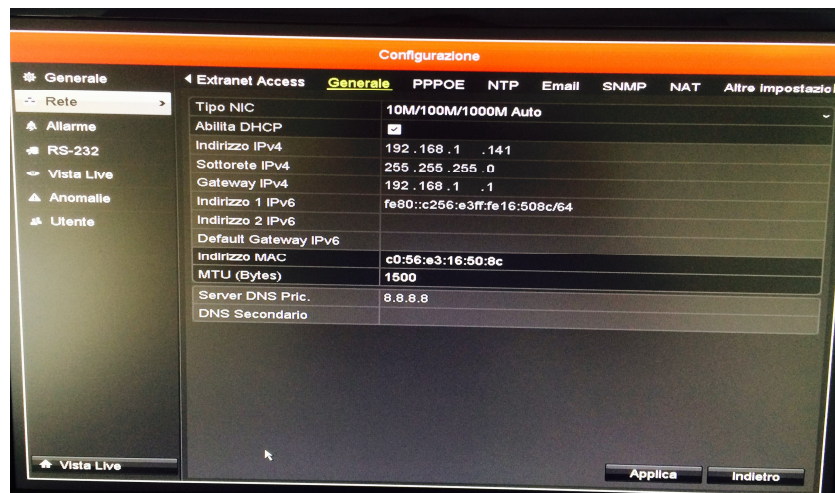 Configurazione
Generale
Rete >
Allarme
RS-232
Vista Live
Anomalie
Utente
Extranet Access Generale PPPOE NTP Email SNMP NAT Altre Impostazio
Tipo NIC 10M/100M/1000M Auto
Abilita DHCP
Indirizzo IPv4 192 .168 .1 .141
Sottorete IPv4 255 .255 .255 .0
Gateway IPv4 192 .168 .1 .1
Indirizzo 1 IPv6 fe80::c256:e3ff:fe16:508c/64
Indirizzo 2 IPv6
Default Gateway IPv6
Indirizzo MAC c0:56:e3:16:50:8c
MTU (Bytes) 1500
Server DNS Pric. 8.8.8.8
DNS Secondario
Vista Live
Applica Indietro